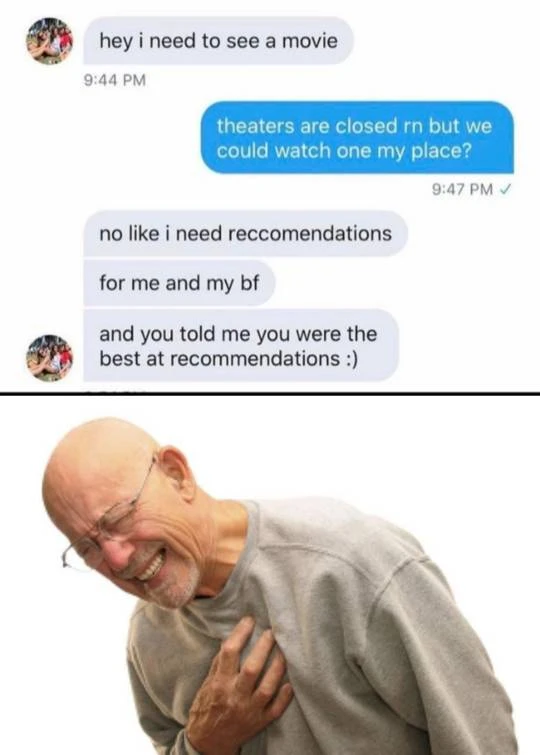 hey i need to see a movie
9:44 PM
theaters are closed rn but we
could watch one my place?
9:47 PM ✓
no like i need reccomendations
for me and my bf
and you told me you were the
best at recommendations :)